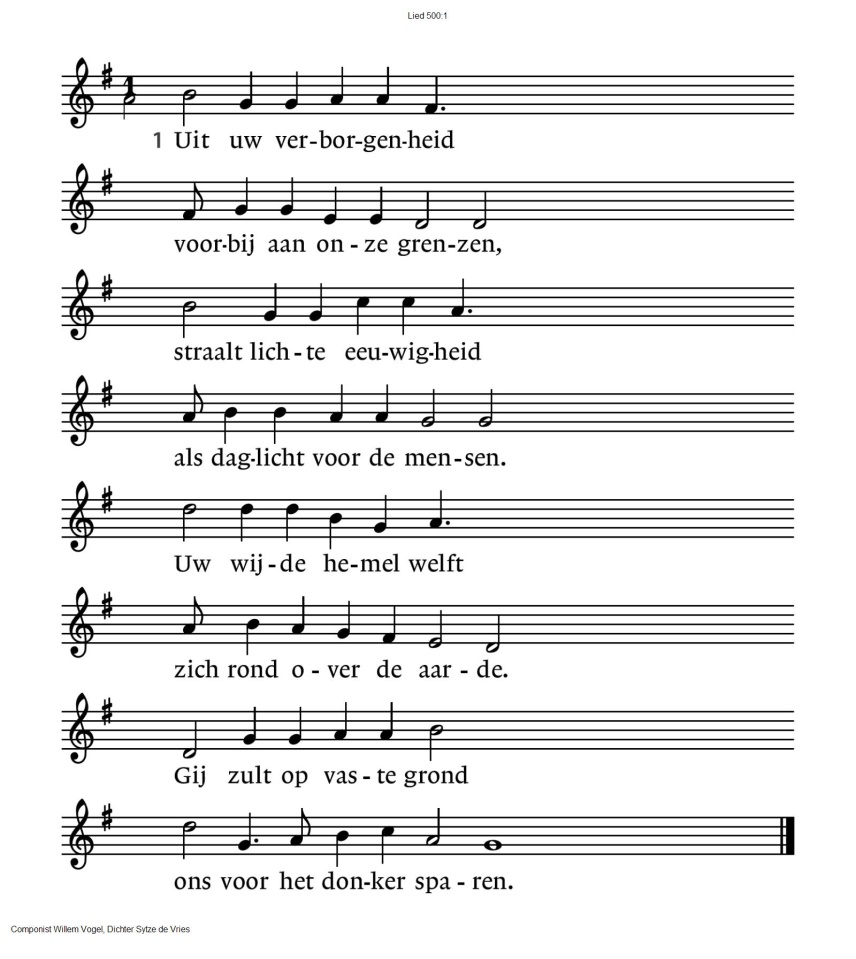 Lied 500:1
1
1 Uit uw ver-bor-gen-heid
voor-bij aan on-ze gren-zen,
straalt lich-te eeu-wig-heid
als dag-licht voor de men-sen.
Uw wij-de he-mel welft
zich rond o-ver de aar-de.
Gij zult op vas-te grond
ons voor het don-ker spa-ren.
Componist Willem Vogel, Dichter Sytze de Vries